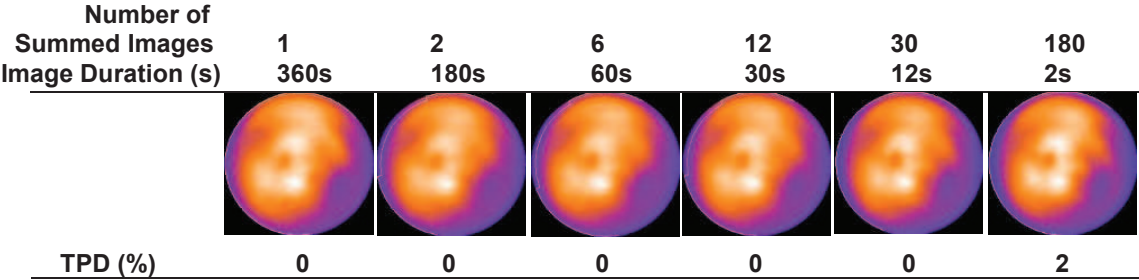 Number of
Summed Images 1 2 6 12 30 180
Image Duration (s) 360s 180s 60s 30s 12s 2s
TPD (%) 0 0 0 0 0 2